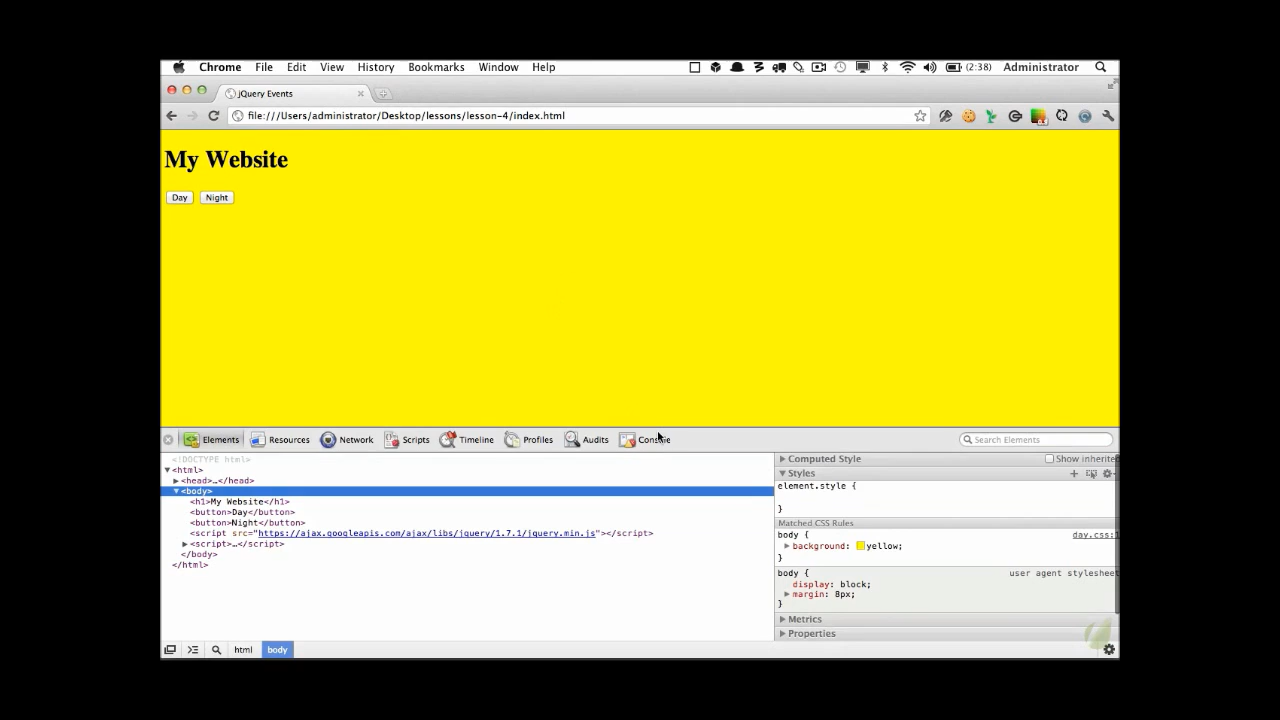 Chrome File Edit View History Bookmarks Window Help (2:38) Administrator
jQuery Events
file:///Users/administrator/Desktop/lessons/lesson-4/index.html
My Website
Day Night
Elements Resources Network Scripts Timeline Profiles Audits Console Search Elements
<!DOCTYPE html>
<html>
<head>…</head>
<body>
<h1>My Website</h1>
<button>Day</button>
<button>Night</button>
<script src="https://ajax.googleapis.com/ajax/libs/jquery/1.7.1/jquery.min.js"></script>
<script>…</script>
</body>
</html>
Computed Style Show inherited
Styles
element.style {
}
Matched CSS Rules
body { day.css:1
background: yellow;
}
body { user agent stylesheet
display: block;
margin: 8px;
}
Metrics
Properties
html body